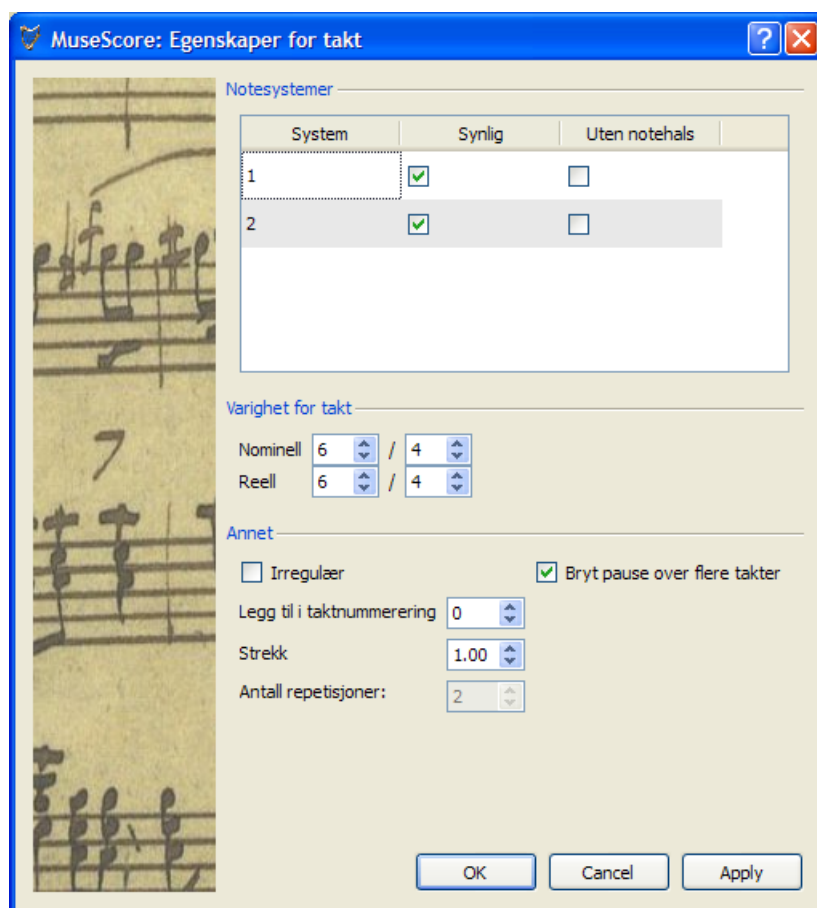 MuseScore: Egenskaper for takt
Notesystemer
System Synlig Uten notehals
1
2
Varighet for takt
Nominell 6 / 4
Reell 6 / 4
Annet
Irregulær Bryt pause over flere takter
Legg til i taktnummerering 0
Strekk 1.00
Antall repetisjoner: 2
OK Cancel Apply
7